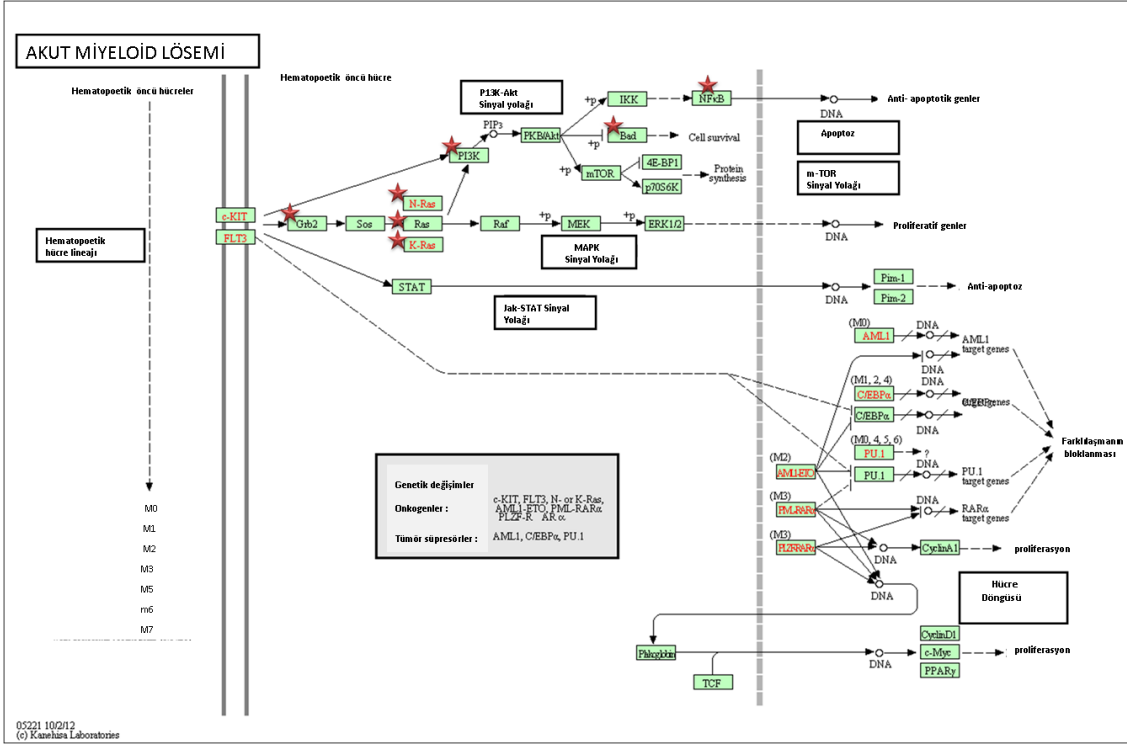 AKUT MİYELOİD LÖSEMİ
Hematopoetik öncü hücreler
Hematopoetik öncü hücre
P13K-Akt
Sinyal yolağı
PIP3
PI3K
PKB/Akt
+p
IKK
NFκB
DNA
Anti- apoptotik genler
Apoptoz
+p
Bad
Cell survival
+p
mTOR
4E-BP1
p70S6K
Protein
synthesis
m-TOR
Sinyal Yolağı
c-KIT
FLT3
Hematopoetik
hücre lineajı
Grb2
Sos
N-Ras
Ras
K-Ras
Raf
+p
MEK
+p
ERK1/2
DNA
Proliferatif genler
MAPK
Sinyal Yolağı
STAT
DNA
Pim-1
Pim-2
Anti-apoptoz
Jak-STAT Sinyal
Yolağı
(M0)
AML1
DNA
AML1
target genes
DNA
(M1, 2, 4)
C/EBPα
DNA
target genes
C/EBPα
DNA
(M0, 4, 5, 6)
PU.1
?
PU.1
DNA
PU.1
target genes
Farklılaşmanın
bloklanması
(M2)
AML1-ETO
(M3)
PML-RARα
DNA
RARα
target genes
(M3)
PLZF-RARα
DNA
CyclinA1
proliferasyon
DNA
Hücre
Döngüsü
Genetik değişimler
Onkogenler :
c-KIT, FLT3, N- or K-Ras,
AML1-ETO, PML-RARα
PLZF-R AR α
Tümör süpresörler :
AML1, C/EBPα, PU.1
M0
M1
M2
M3
M5
m6
M7
Plakoglobin
TCF
DNA
CyclinD1
c-Myc
PPARγ
proliferasyon
05221 10/2/12
(c) Kanehisa Laboratories